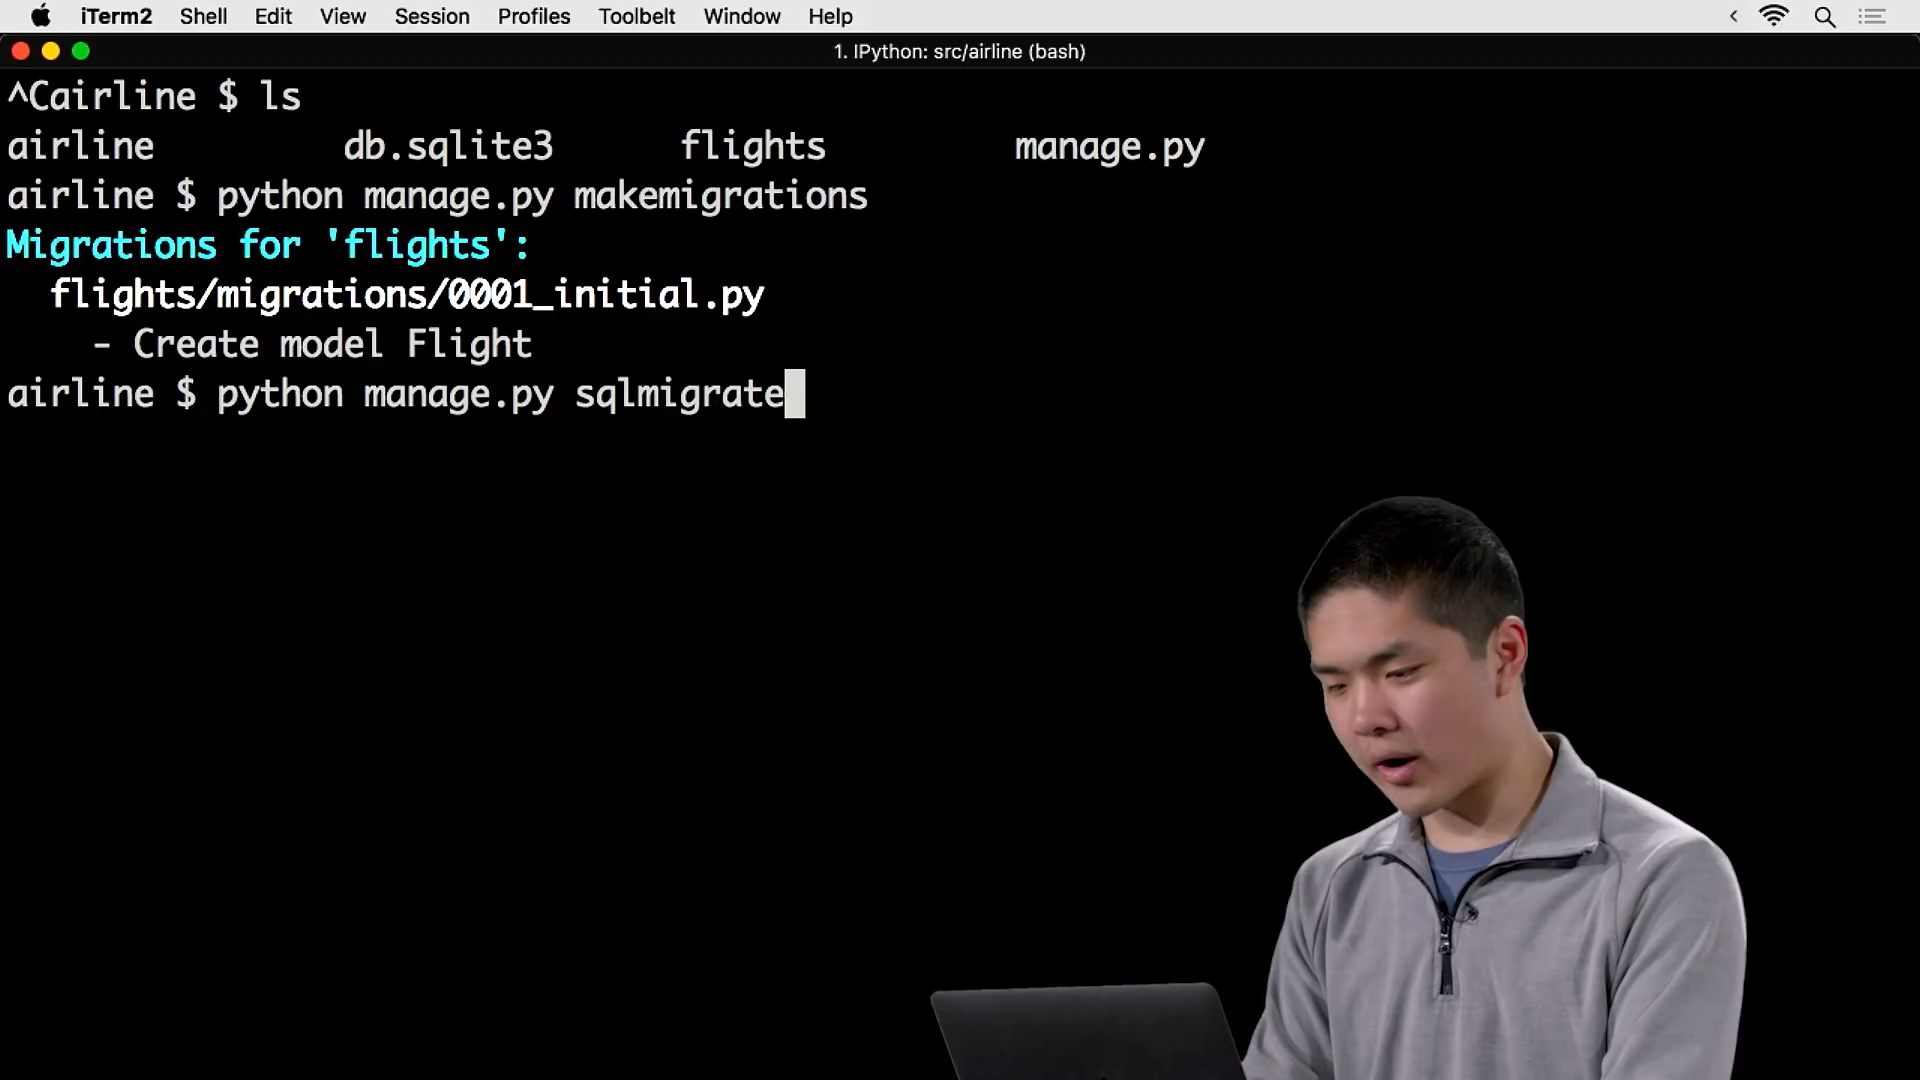 iTerm2 Shell Edit View Session Profiles Toolbelt Window Help
1. IPython: src/airline (bash)
^Cairline $ ls
airline db.sqlite3 flights manage.py
airline $ python manage.py makemigrations
Migrations for 'flights':
flights/migrations/0001_initial.py
- Create model Flight
airline $ python manage.py sqlmigrate